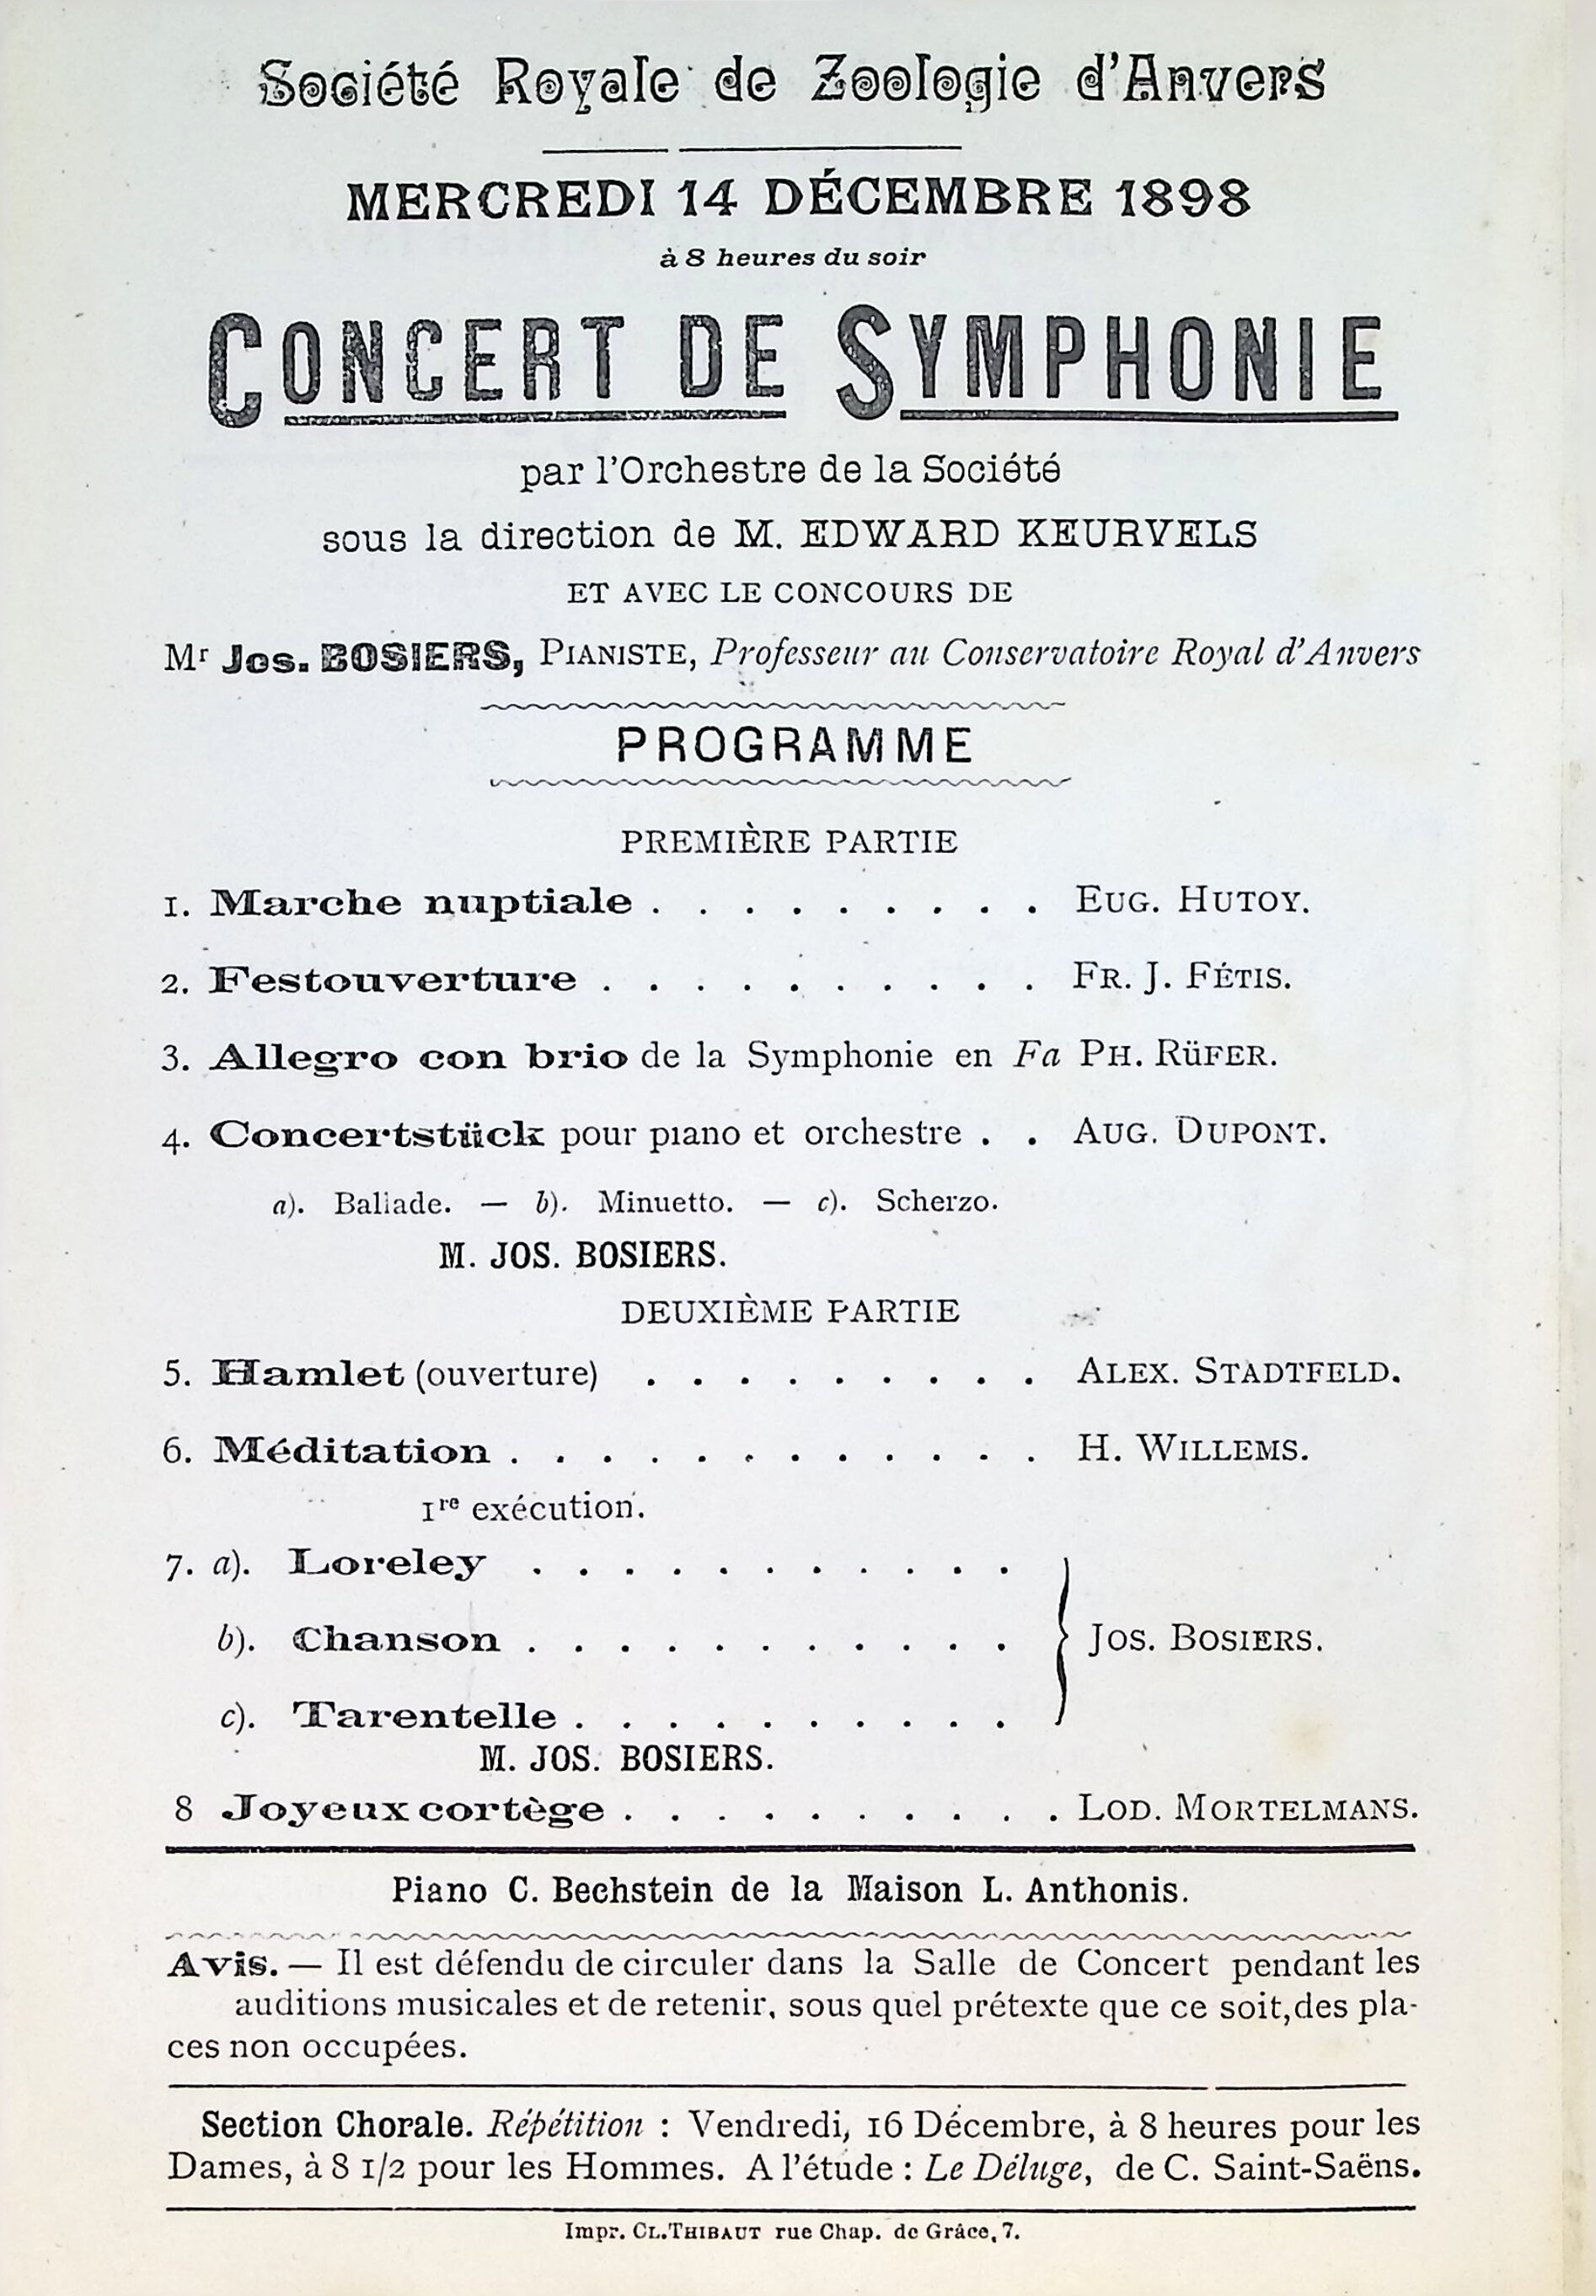 Société Royale de Zoologie d'Anvers
MERCREDI 14 DÉCEMBRE 1898
à 8 heures du soir
CONCERT DE SYMPHONIE
par l'Orchestre de la Société
sous la direction de M. EDWARD KEURVELS
ET AVEC LE CONCOURS DE
Mr Jos. BOSIERS, PIANISTE, Professeur au Conservatoire Royal d'Anvers
PROGRAMME
PREMIÈRE PARTIE
1. Marche nuptiale . . . . . . . . . EUG. HUTOY.
2. Festouverture . . . . . . . . . . FR. J. FÉTIS.
3. Allegro con brio de la Symphonie en Fa PH. RÜFER.
4. Concertstück pour piano et orchestre . . AUG. DUPONT.
a). Ballade. — b). Minuetto. — c). Scherzo.
M. JOS. BOSIERS.
DEUXIÈME PARTIE
5. Hamlet (ouverture) . . . . . . . . . ALEX. STADTFELD.
6. Méditation . . . . . . . . . . . . H. WILLEMS.
1re exécution.
7. a). Loreley . . . . . . . . . . .
b). Chanson . . . . . . . . . . . } JOS. BOSIERS.
c). Tarentelle . . . . . . . . . .
M. JOS. BOSIERS.
8 Joyeux cortège . . . . . . . . . . LOD. MORTELMANS.
Piano C. Bechstein de la Maison L. Anthonis.
Avis. — Il est défendu de circuler dans la Salle de Concert pendant les
auditions musicales et de retenir, sous quel prétexte que ce soit, des pla-
ces non occupées.
Section Chorale. Répétition : Vendredi, 16 Décembre, à 8 heures pour les
Dames, à 8 1/2 pour les Hommes. A l'étude : Le Déluge, de C. Saint-Saëns.
Impr. CL. THIBAUT rue Chap. de Grâce, 7.